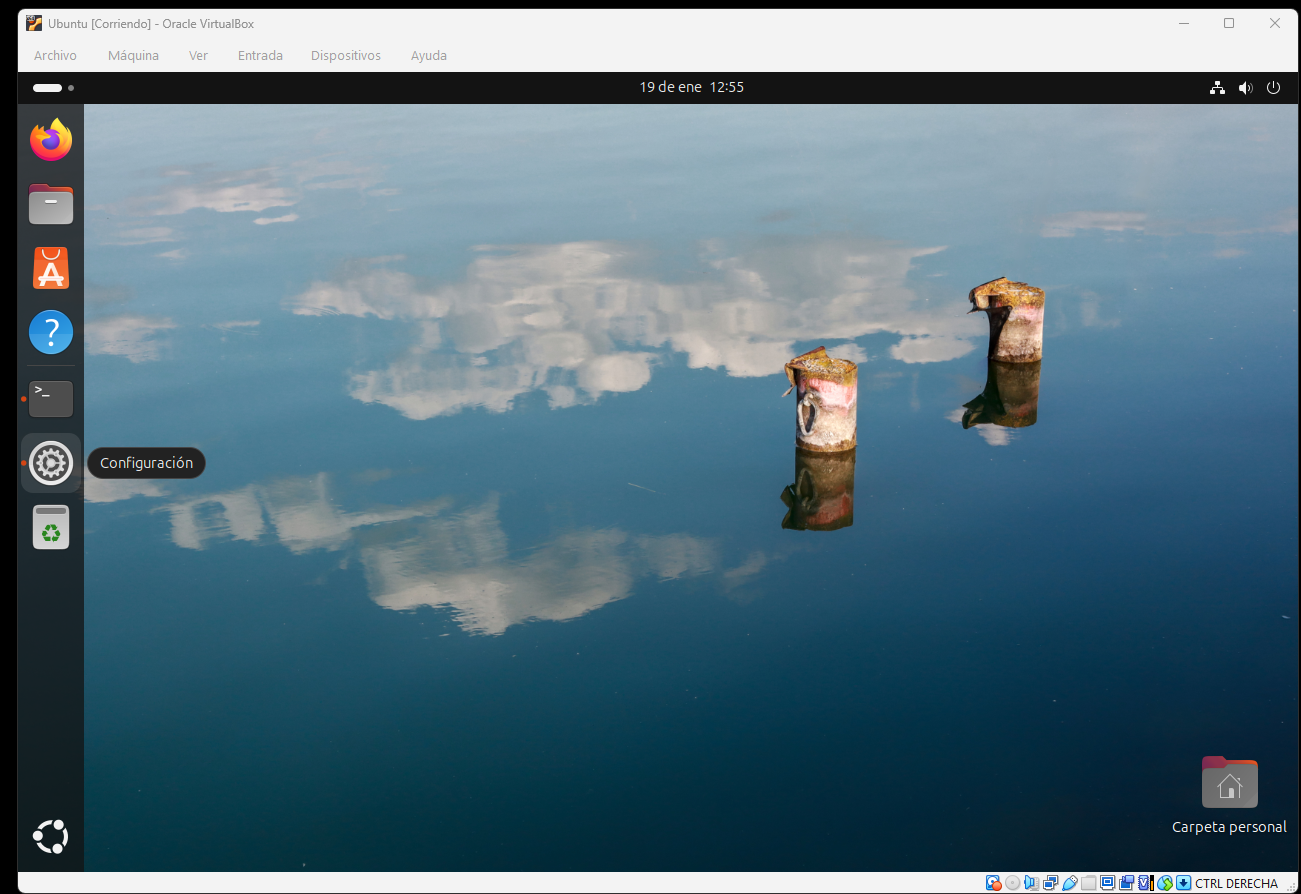 Ubuntu [Corriendo] - Oracle VirtualBox
Archivo Máquina Ver Entrada Dispositivos Ayuda
19 de ene 12:55
?
>_
Configuración
Carpeta personal
CTRL DERECHA